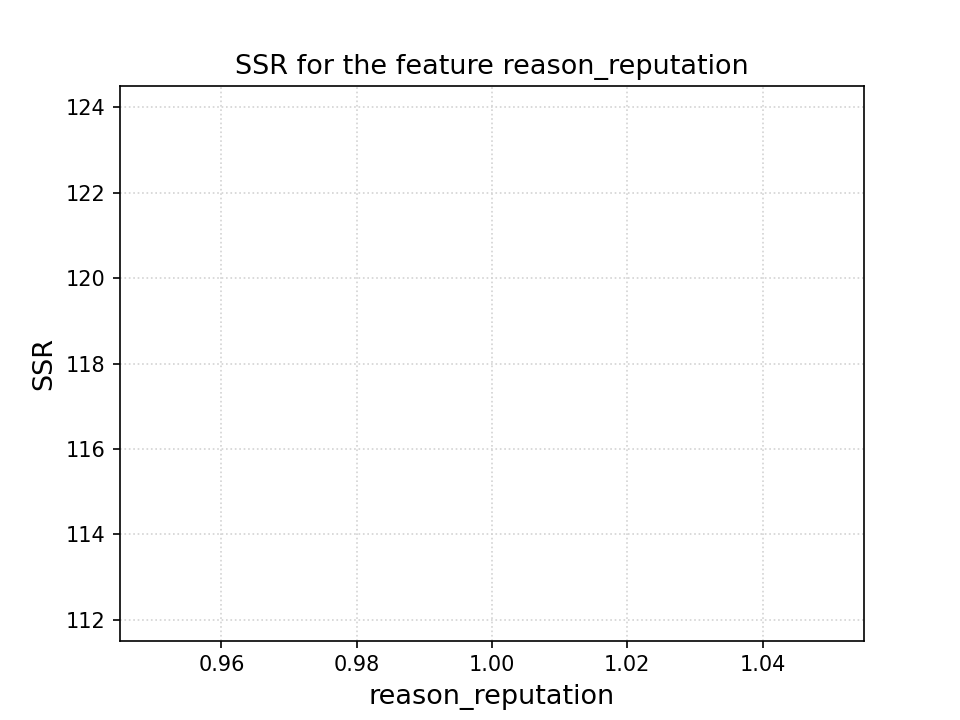 SSR for the feature reason_reputation
124
122
120
118
116
114
112
SSR
0.96 0.98 1.00 1.02 1.04
reason_reputation